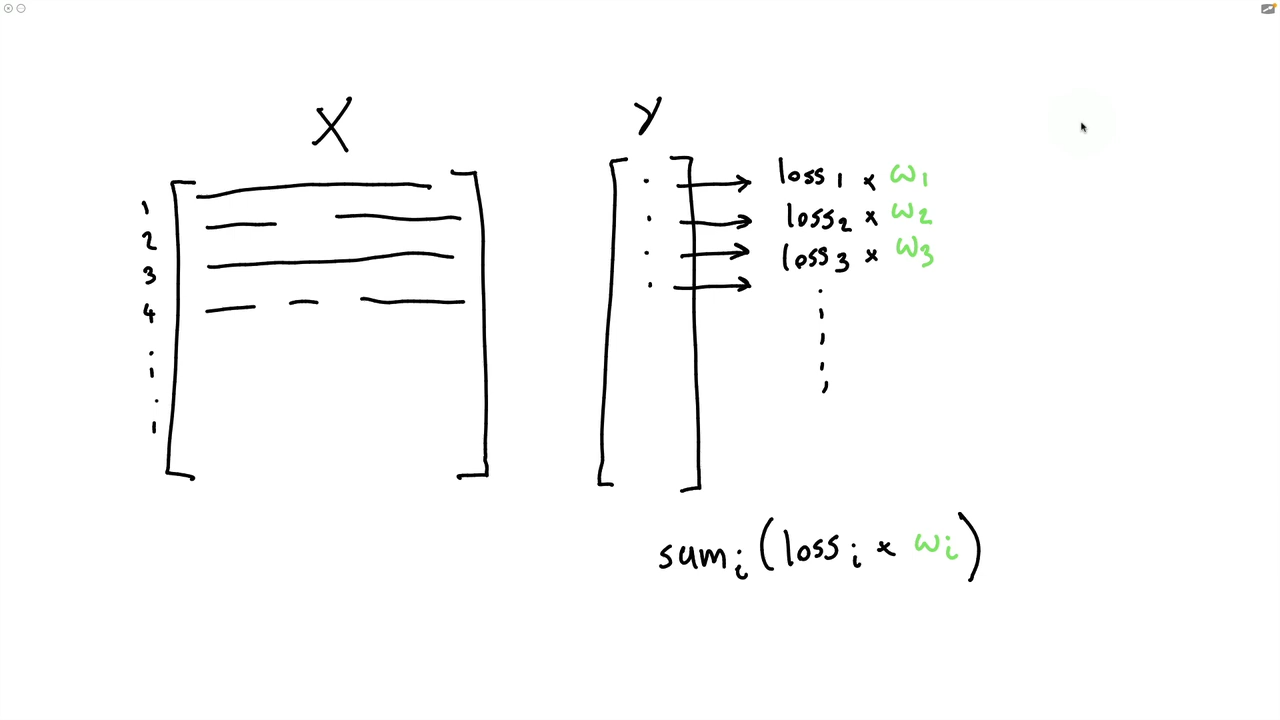 X
y
1
2
3
4
loss1 x w1
loss2 x w2
loss3 x w3
sumi(lossi x wi)